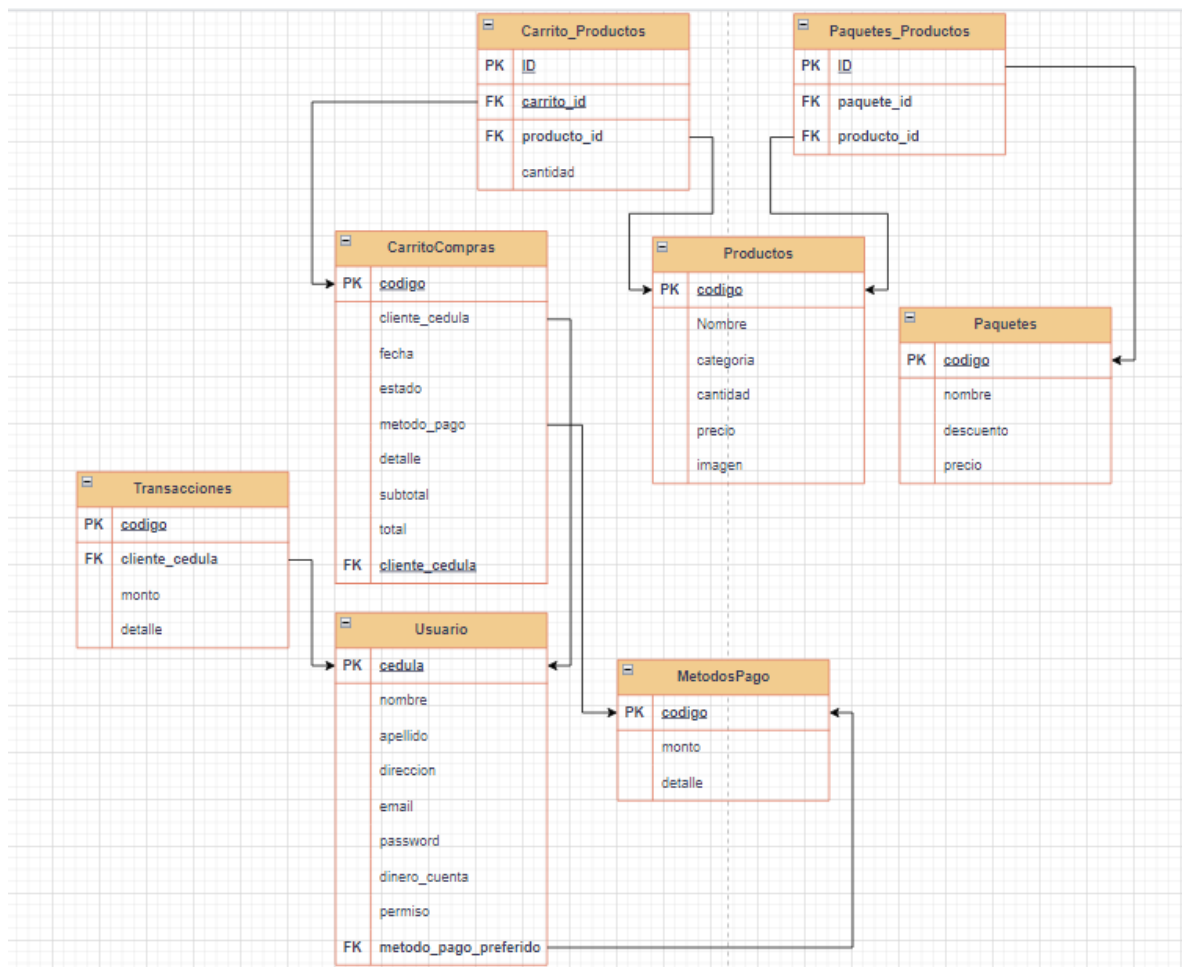 Carrito_Productos
PK ID
FK carrito_id
FK producto_id
cantidad
Paquetes_Productos
PK ID
FK paquete_id
FK producto_id
CarritoCompras
PK codigo
cliente_cedula
fecha
estado
metodo_pago
detalle
subtotal
total
FK cliente_cedula
Productos
PK codigo
Nombre
categoria
cantidad
precio
imagen
Paquetes
PK codigo
nombre
descuento
precio
Transacciones
PK codigo
FK cliente_cedula
monto
detalle
Usuario
PK cedula
nombre
apellido
direccion
email
password
dinero_cuenta
permiso
FK metodo_pago_preferido
MetodosPago
PK codigo
monto
detalle